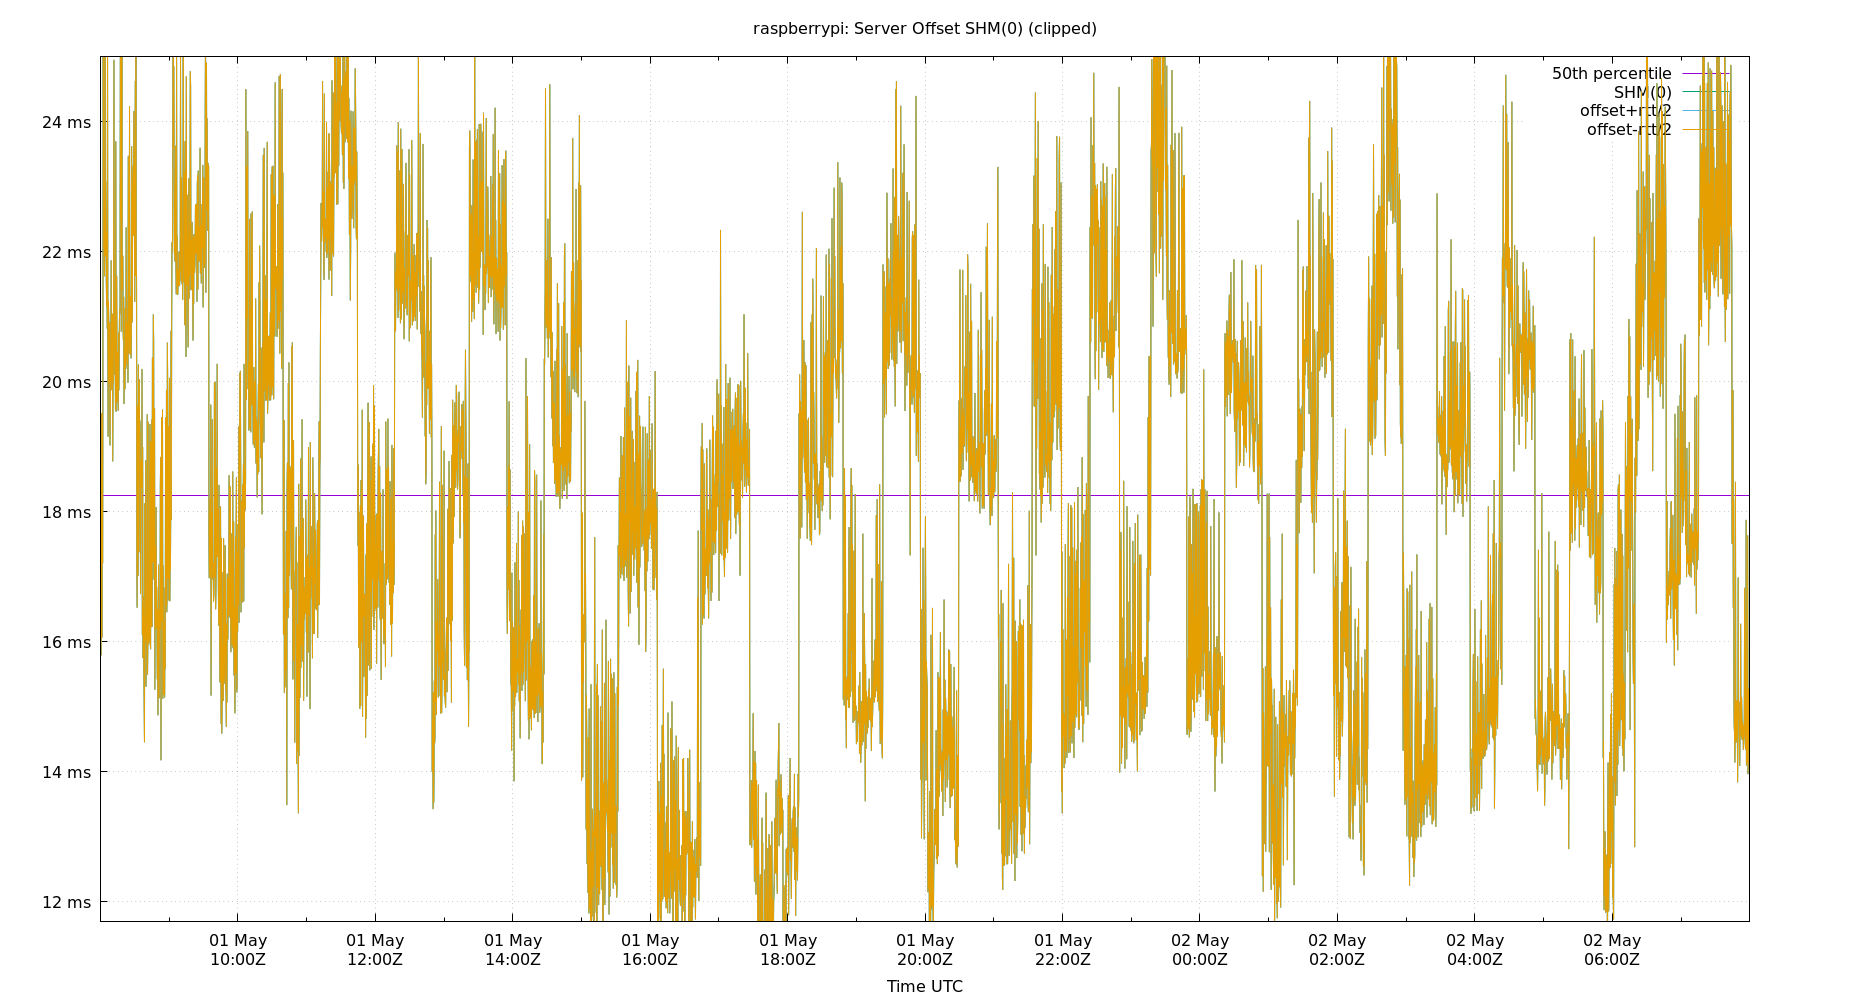 raspberrypi: Server Offset SHM(0) (clipped)
50th percentile
SHM(0)
offset+rtt/2
offset-rtt/2
24 ms
22 ms
20 ms
18 ms
16 ms
14 ms
12 ms
01 May 01 May 01 May 01 May 01 May 01 May 01 May 02 May 02 May 02 May 02 May
10:00Z 12:00Z 14:00Z 16:00Z 18:00Z 20:00Z 22:00Z 00:00Z 02:00Z 04:00Z 06:00Z
Time UTC